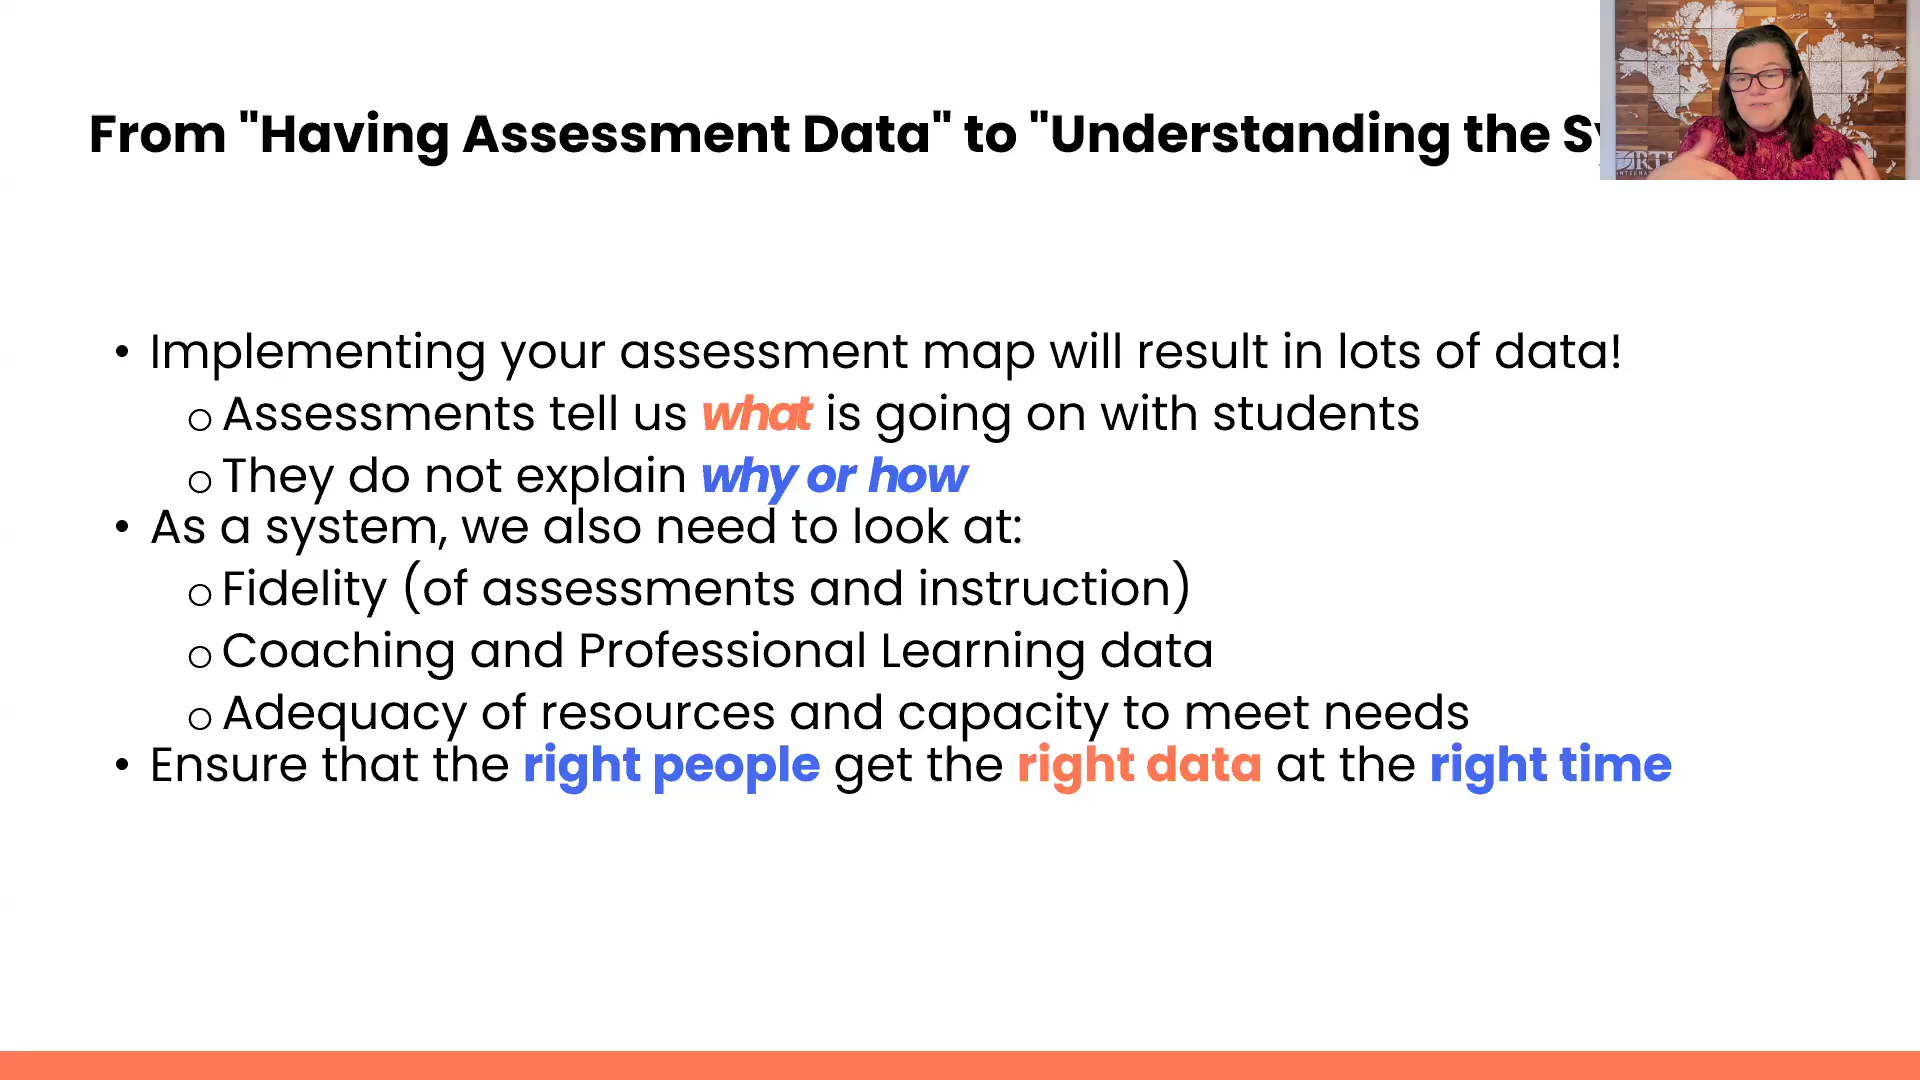 From "Having Assessment Data" to "Understanding the
• Implementing your assessment map will result in lots of data!
o Assessments tell us what is going on with students
o They do not explain why or how
• As a system, we also need to look at:
o Fidelity (of assessments and instruction)
o Coaching and Professional Learning data
o Adequacy of resources and capacity to meet needs
• Ensure that the right people get the right data at the right time